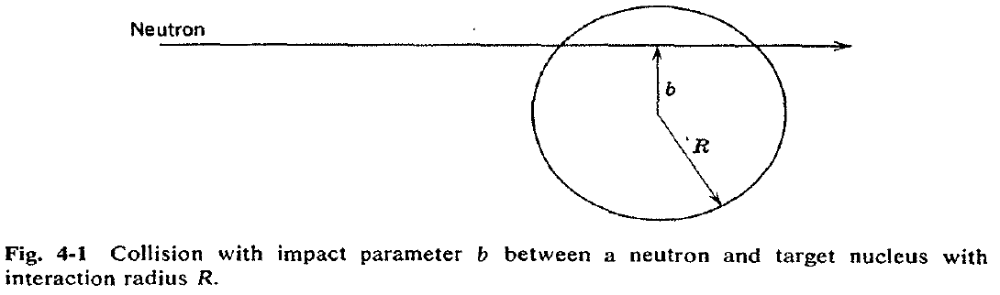 Neutron
b
R
Fig. 4-1 Collision with impact parameter b between a neutron and target nucleus with
interaction radius R.